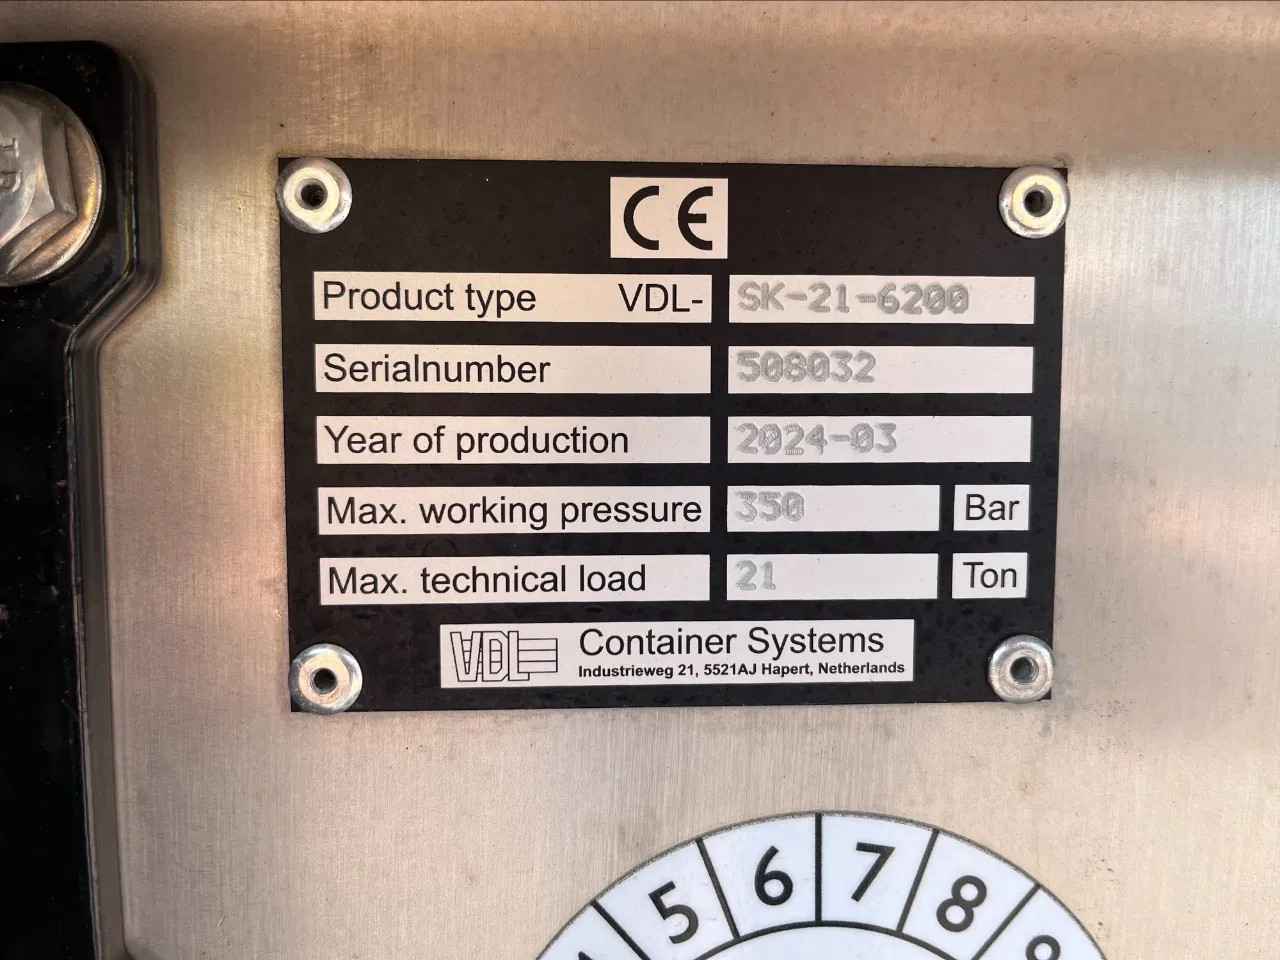 CE
Product type VDL- SK-21-6200
Serialnumber 508032
Year of production 2024-03
Max. working pressure 350 Bar
Max. technical load 21 Ton
VDL Container Systems
Industrieweg 21, 5521AJ Hapert, Netherlands
5 6 7 8